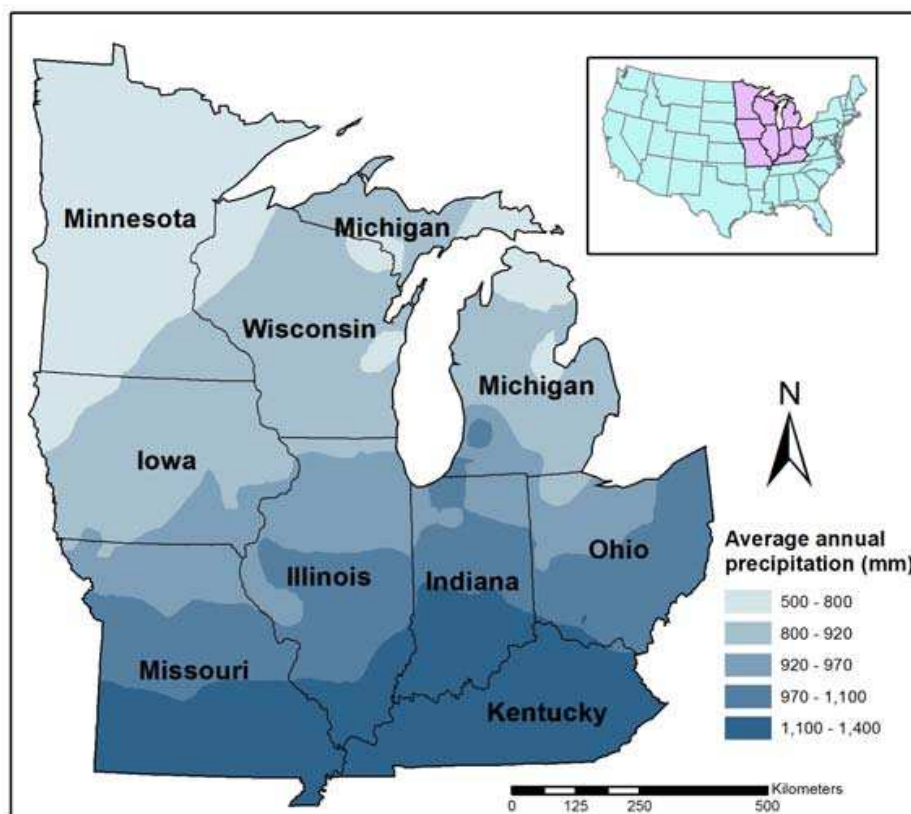 Minnesota
Michigan
Wisconsin
Michigan
Iowa
N
Ohio
Illinois
Indiana
Missouri
Kentucky
Average annual
precipitation (mm)
500 - 800
800 - 920
920 - 970
970 - 1,100
1,100 - 1,400
Kilometers
0 125 250 500